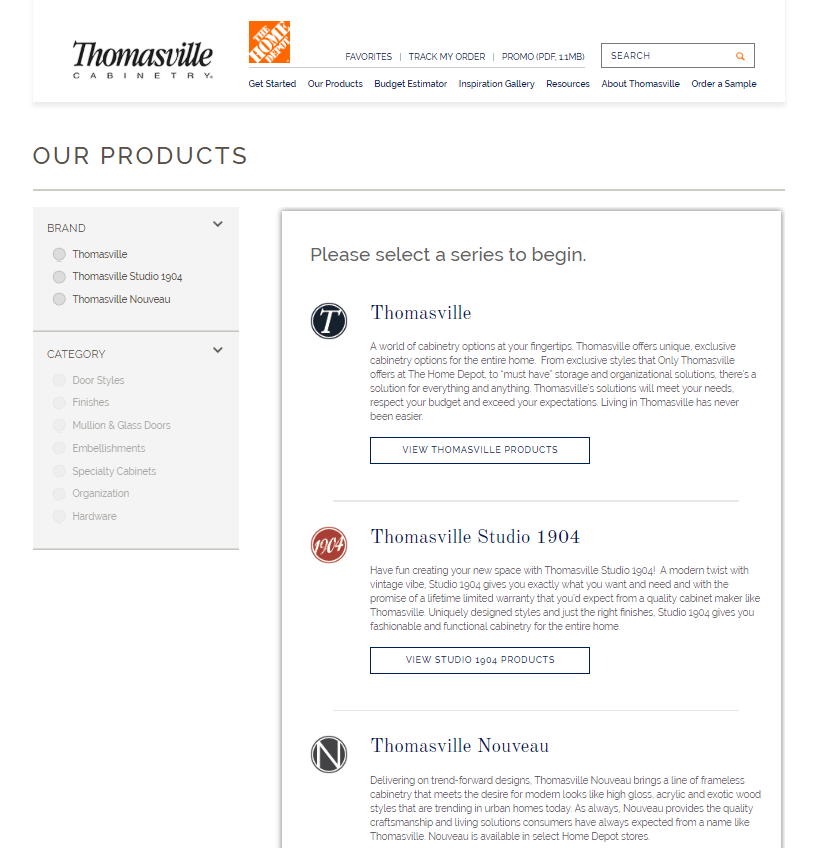 Thomasville
CABINETRY®
THE HOME DEPOT
FAVORITES | TRACK MY ORDER | PROMO (PDF, 1.1MB)
SEARCH
Get Started Our Products Budget Estimator Inspiration Gallery Resources About Thomasville Order a Sample
OUR PRODUCTS
BRAND
Thomasville
Thomasville Studio 1904
Thomasville Nouveau
CATEGORY
Door Styles
Finishes
Mullion & Glass Doors
Embellishments
Specialty Cabinets
Organization
Hardware
Please select a series to begin.
T
Thomasville
A world of cabinetry options at your fingertips. Thomasville offers unique, exclusive
cabinetry options for the entire home. From exclusive styles that Only Thomasville
offers at The Home Depot, to “must have” storage and organizational solutions, there's a
solution for everything and anything. Thomasville's solutions will meet your needs,
respect your budget and exceed your expectations. Living in Thomasville has never
been easier.
VIEW THOMASVILLE PRODUCTS
1904
Thomasville Studio 1904
Have fun creating your new space with Thomasville Studio 1904! A modern twist with
vintage vibe, Studio 1904 gives you exactly what you want and need and with the
promise of a lifetime limited warranty that you'd expect from a quality cabinet maker like
Thomasville. Uniquely designed styles and just the right finishes, Studio 1904 gives you
fashionable and functional cabinetry for the entire home.
VIEW STUDIO 1904 PRODUCTS
N
Thomasville Nouveau
Delivering on trend-forward designs, Thomasville Nouveau brings a line of frameless
cabinetry that meets the desire for modern looks like high gloss, acrylic and exotic wood
styles that are trending in urban homes today. As always, Nouveau provides the quality
craftsmanship and living solutions consumers have always expected from a name like
Thomasville. Nouveau is available in select Home Depot stores.